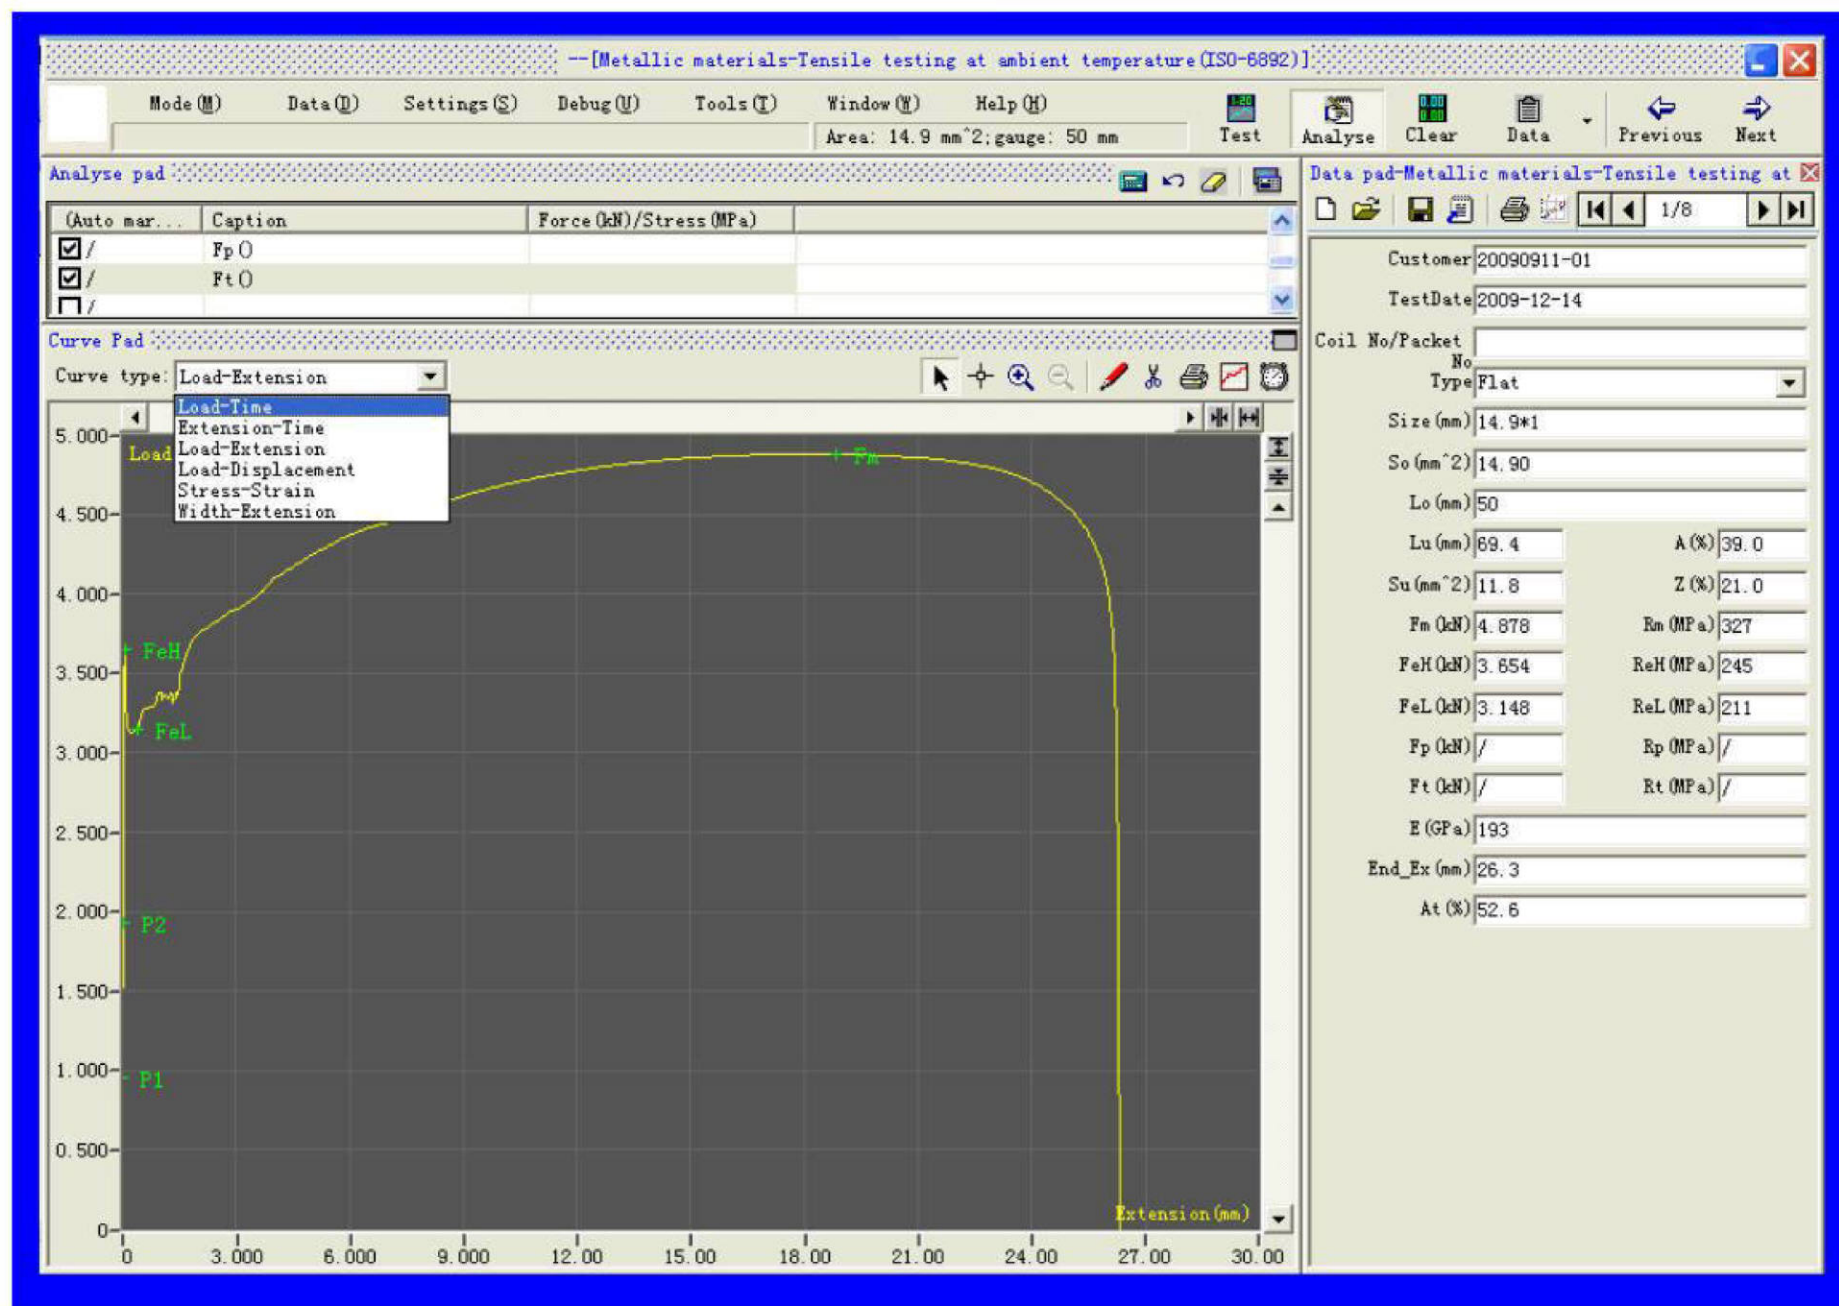 --[Metallic materials-Tensile testing at ambient temperature(ISO-6892)]
Mode(M) Data(D) Settings(S) Debug(U) Tools(T) Window(W) Help(H)
Area: 14.9 mm^2;gauge: 50 mm
Test Analyse Clear Data Previous Next
Analyse pad
(Auto mar... Caption Force(kN)/Stress(MPa)
/ Fp()
/ Ft()
/
Curve Pad
Curve type: Load-Extension
Load-Time
Extension-Time
Load-Extension
Load-Displacement
Stress-Strain
Width-Extension
Load
5.000
4.500
4.000
3.500
3.000
2.500
2.000
1.500
1.000
0.500
0
Fm
FeH
FeL
P2
P1
Extension(mm)
0 3.000 6.000 9.000 12.00 15.00 18.00 21.00 24.00 27.00 30.00
Data pad-Metallic materials-Tensile testing at
1/8
Customer 20090911-01
TestDate 2009-12-14
Coil No/Packet
No
Type Flat
Size(mm) 14.9*1
So(mm^2) 14.90
Lo(mm) 50
Lu(mm) 69.4 A(%) 39.0
Su(mm^2) 11.8 Z(%) 21.0
Fm(kN) 4.878 Rm(MPa) 327
FeH(kN) 3.654 ReH(MPa) 245
FeL(kN) 3.148 ReL(MPa) 211
Fp(kN) / Rp(MPa) /
Ft(kN) / Rt(MPa) /
E(GPa) 193
End_Ex(mm) 26.3
At(%) 52.6